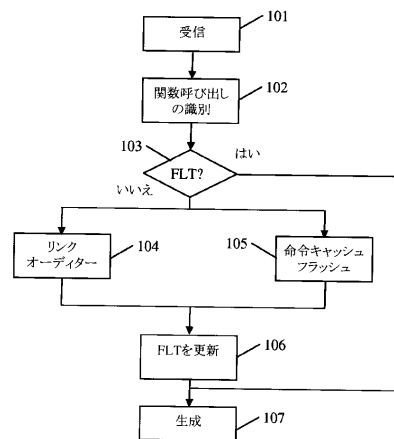 101
受信
関数呼び出し
の識別
102
103
FLT?
はい
いいえ
リンク
オーディター
104
105
命令キャッシュ
フラッシュ
FLTを更新
106
生成
107